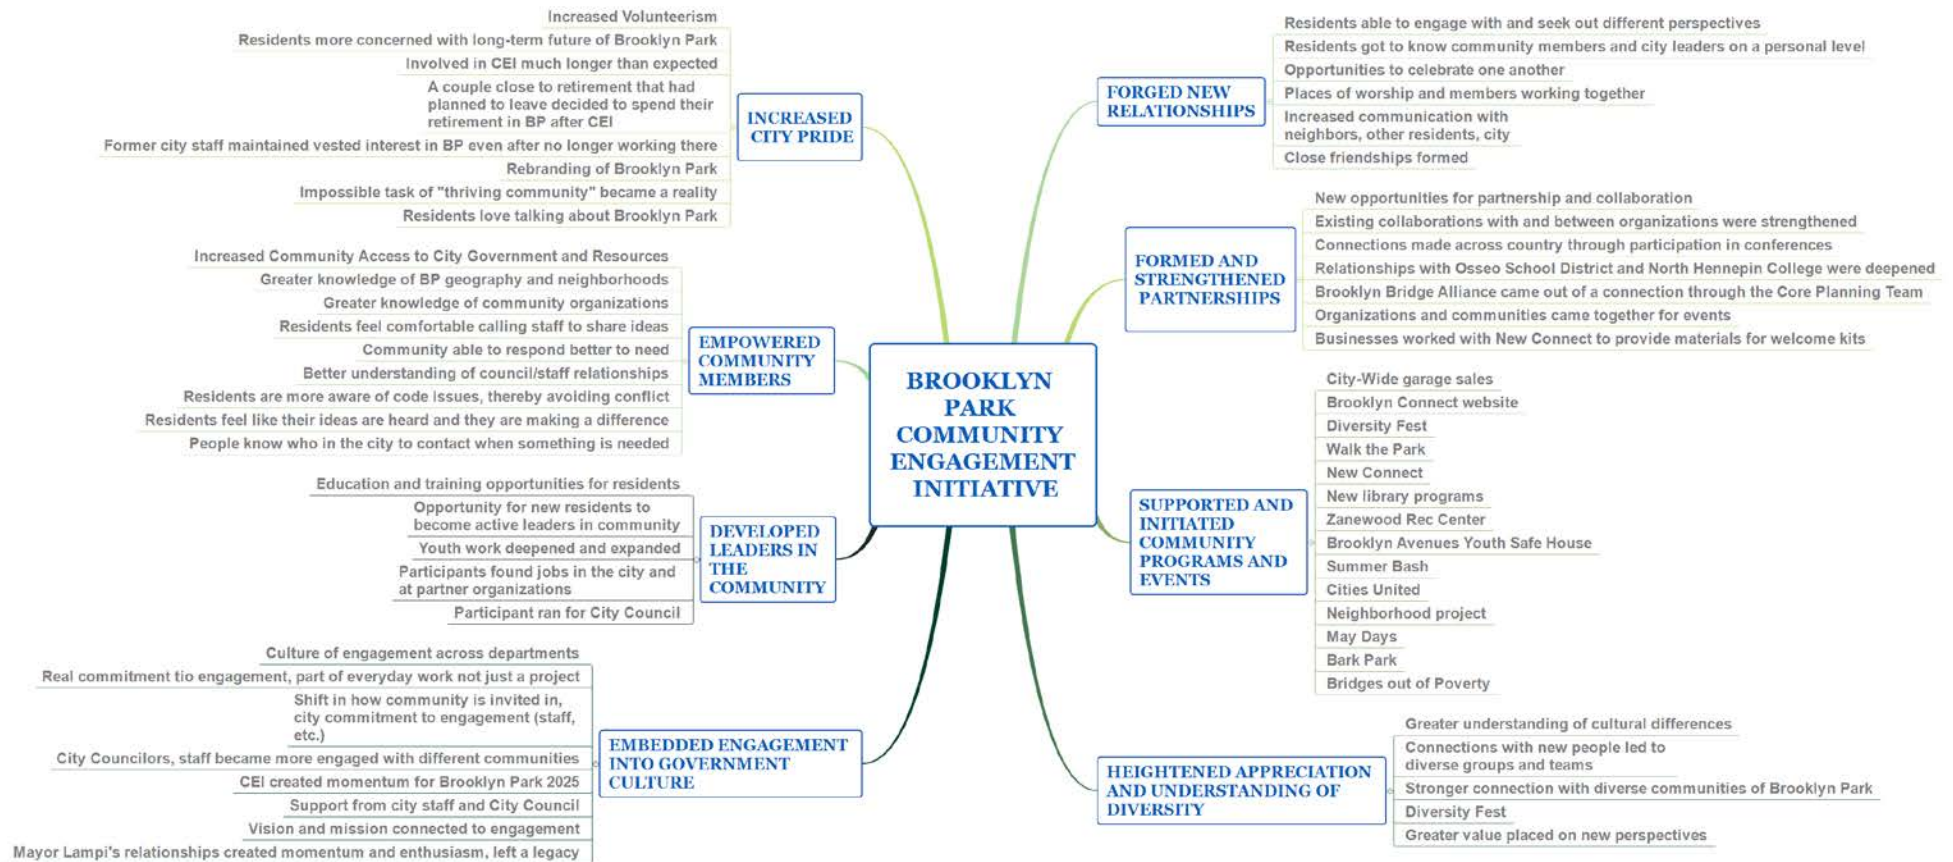 BROOKLYN
PARK
COMMUNITY
ENGAGEMENT
INITIATIVE
INCREASED
CITY PRIDE
Increased Volunteerism
Residents more concerned with long-term future of Brooklyn Park
Involved in CEI much longer than expected
A couple close to retirement that had
planned to leave decided to spend their
retirement in BP after CEI
Former city staff maintained vested interest in BP even after no longer working there
Rebranding of Brooklyn Park
Impossible task of "thriving community" became a reality
Residents love talking about Brooklyn Park
EMPOWERED
COMMUNITY
MEMBERS
Increased Community Access to City Government and Resources
Greater knowledge of BP geography and neighborhoods
Greater knowledge of community organizations
Residents feel comfortable calling staff to share ideas
Community able to respond better to need
Better understanding of council/staff relationships
Residents are more aware of code issues, thereby avoiding conflict
Residents feel like their ideas are heard and they are making a difference
People know who in the city to contact when something is needed
DEVELOPED
LEADERS IN
THE
COMMUNITY
Education and training opportunities for residents
Opportunity for new residents to
become active leaders in community
Youth work deepened and expanded
Participants found jobs in the city and
at partner organizations
Participant ran for City Council
EMBEDDED ENGAGEMENT
INTO GOVERNMENT
CULTURE
Culture of engagement across departments
Real commitment tio engagement, part of everyday work not just a project
Shift in how community is invited in,
city commitment to engagement (staff,
etc.)
City Councilors, staff became more engaged with different communities
CEI created momentum for Brooklyn Park 2025
Support from city staff and City Council
Vision and mission connected to engagement
Mayor Lampi's relationships created momentum and enthusiasm, left a legacy
FORGED NEW
RELATIONSHIPS
Residents able to engage with and seek out different perspectives
Residents got to know community members and city leaders on a personal level
Opportunities to celebrate one another
Places of worship and members working together
Increased communication with
neighbors, other residents, city
Close friendships formed
FORMED AND
STRENGTHENED
PARTNERSHIPS
New opportunities for partnership and collaboration
Existing collaborations with and between organizations were strengthened
Connections made across country through participation in conferences
Relationships with Osseo School District and North Hennepin College were deepened
Brooklyn Bridge Alliance came out of a connection through the Core Planning Team
Organizations and communities came together for events
Businesses worked with New Connect to provide materials for welcome kits
SUPPORTED AND
INITIATED
COMMUNITY
PROGRAMS AND
EVENTS
City-Wide garage sales
Brooklyn Connect website
Diversity Fest
Walk the Park
New Connect
New library programs
Zanewood Rec Center
Brooklyn Avenues Youth Safe House
Summer Bash
Cities United
Neighborhood project
May Days
Bark Park
Bridges out of Poverty
HEIGHTENED APPRECIATION
AND UNDERSTANDING OF
DIVERSITY
Greater understanding of cultural differences
Connections with new people led to
diverse groups and teams
Stronger connection with diverse communities of Brooklyn Park
Diversity Fest
Greater value placed on new perspectives